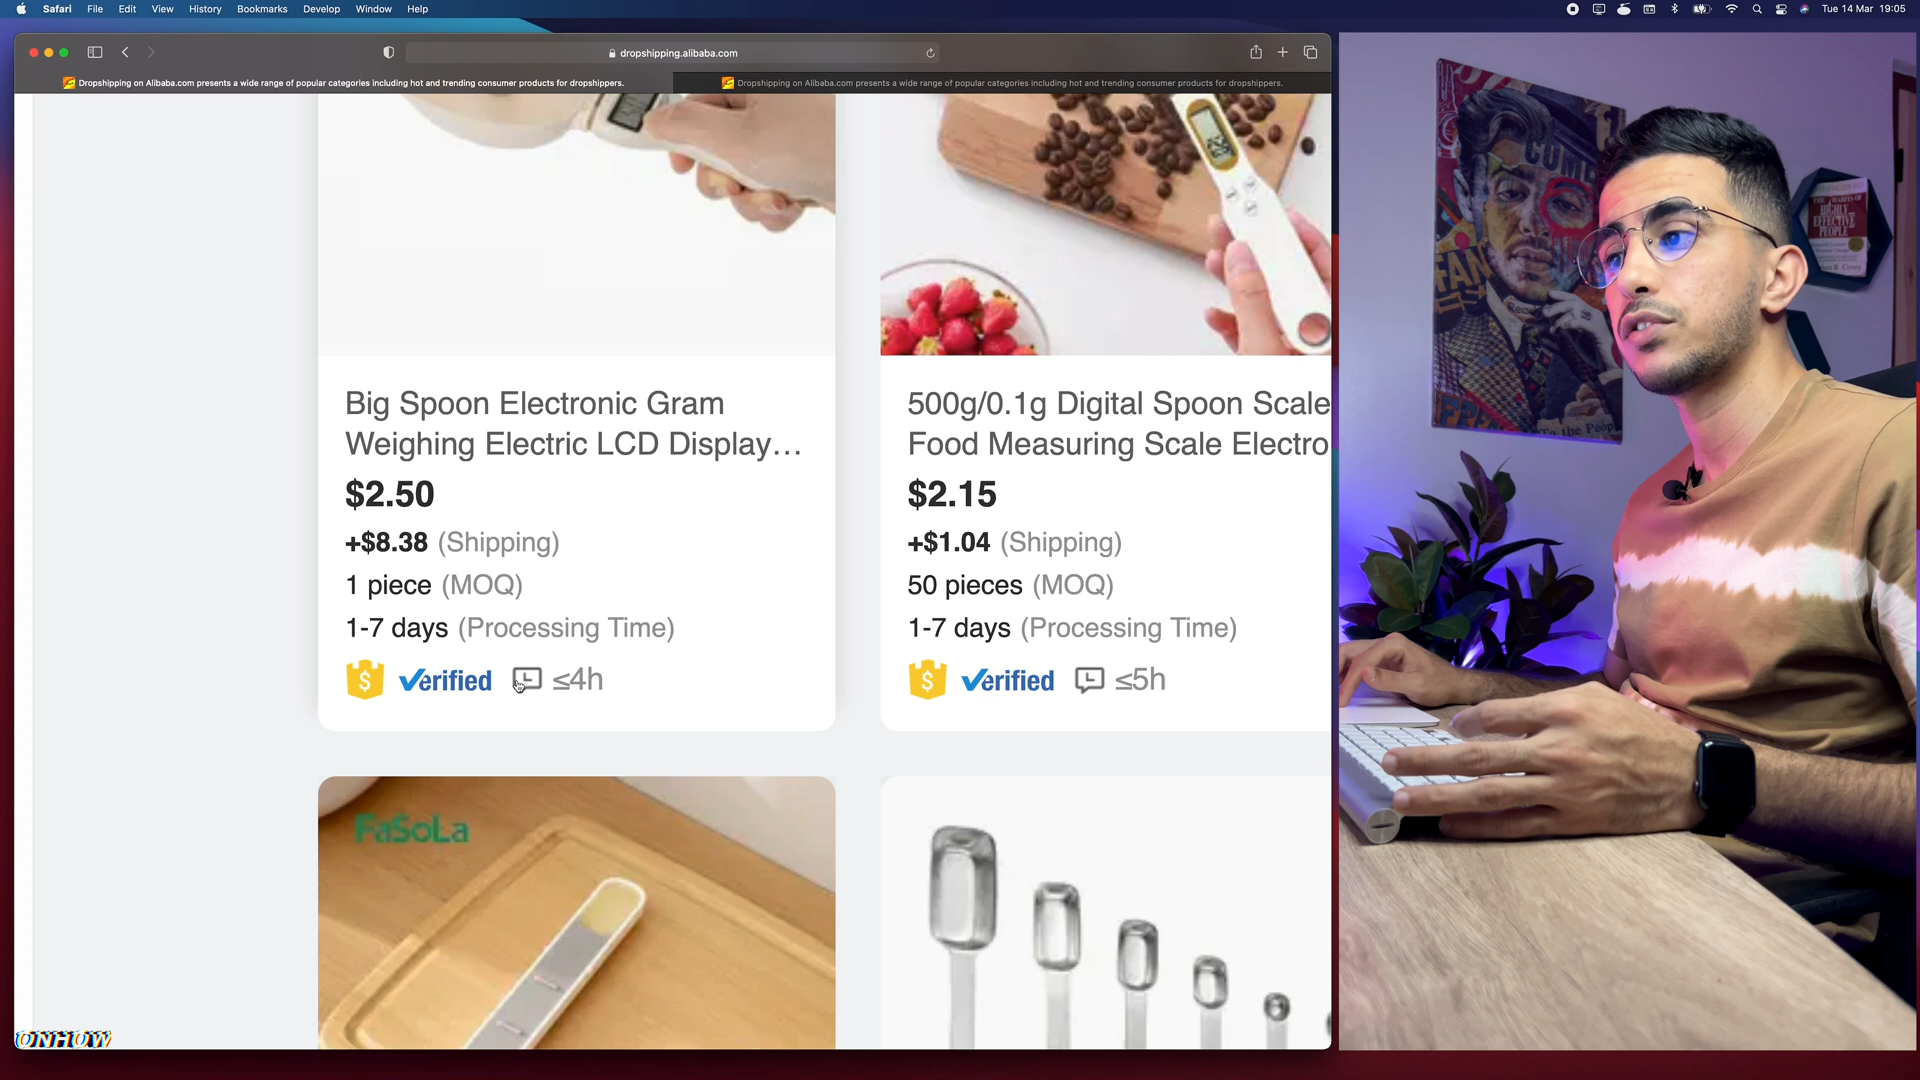 Safari File Edit View History Bookmarks Develop Window Help
Tue 14 Mar 19:05
dropshipping.alibaba.com
Dropshipping on Alibaba.com presents a wide range of popular categories including hot and trending consumer products for dropshippers.
Dropshipping on Alibaba.com presents a wide range of popular categories including hot and trending consumer products for dropshippers.
Big Spoon Electronic Gram
Weighing Electric LCD Display...
$2.50
+$8.38 (Shipping)
1 piece (MOQ)
1-7 days (Processing Time)
$ Verified ≤4h
500g/0.1g Digital Spoon Scale
Food Measuring Scale Electro
$2.15
+$1.04 (Shipping)
50 pieces (MOQ)
1-7 days (Processing Time)
$ Verified ≤5h
FaSoLa
ONHOW
HIGHLY
EFFECTIVE
PEOPLE